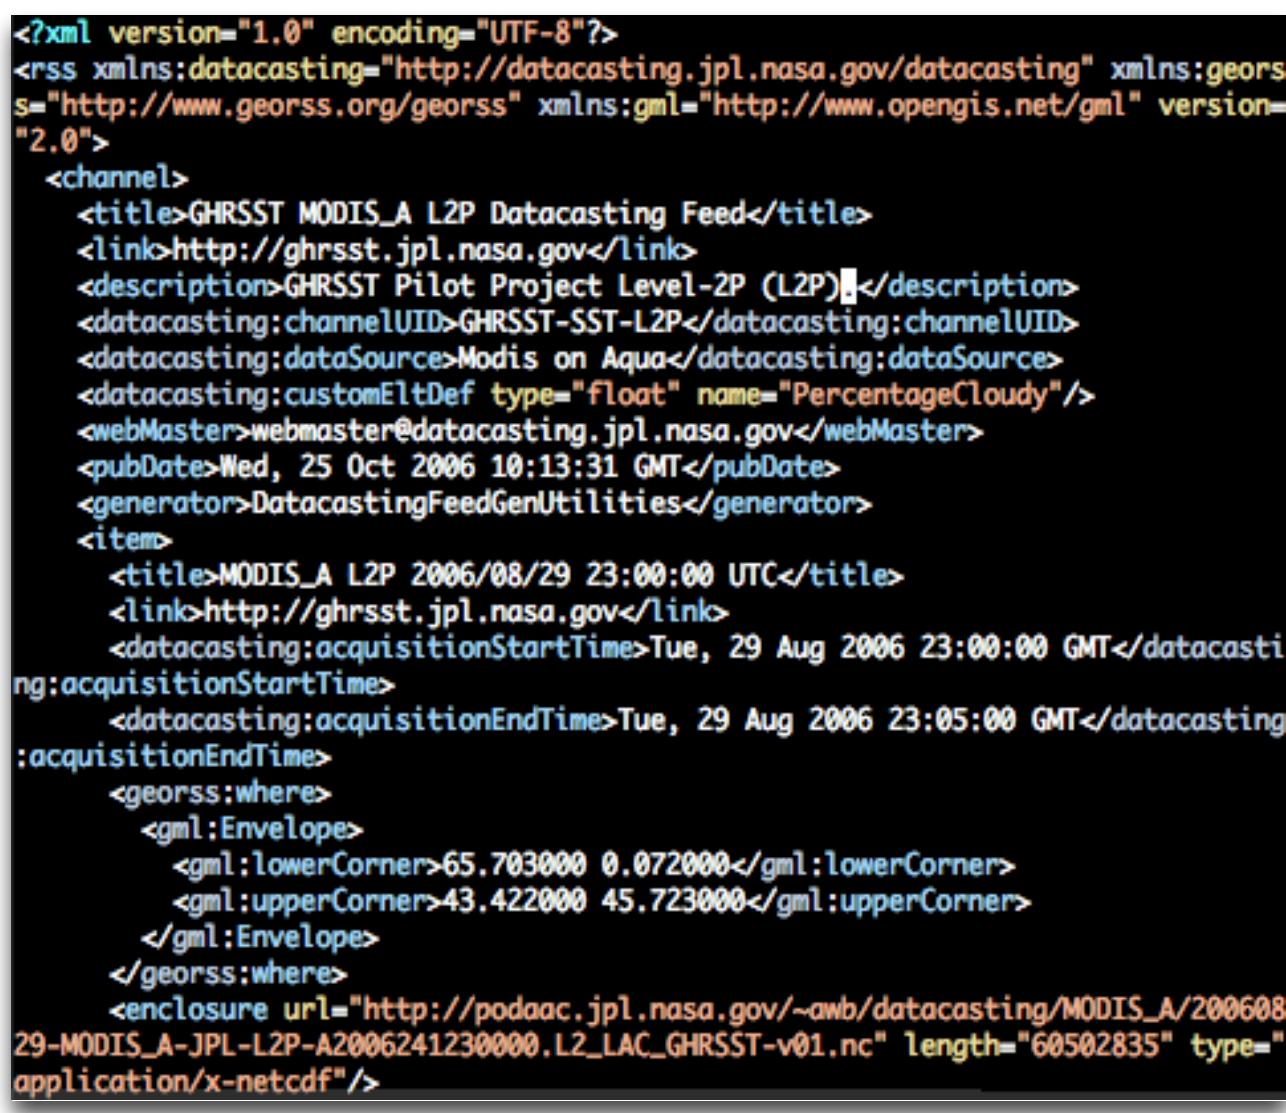 <?xml version="1.0" encoding="UTF-8"?>
<rss xmlns:datacasting="http://datacasting.jpl.nasa.gov/datacasting" xmlns:geors
s="http://www.georss.org/georss" xmlns:gml="http://www.opengis.net/gml" version=
"2.0">
  <channel>
    <title>GHRSST MODIS_A L2P Datacasting Feed</title>
    <link>http://ghrsst.jpl.nasa.gov</link>
    <description>GHRSST Pilot Project Level-2P (L2P).</description>
    <datacasting:channelUID>GHRSST-SST-L2P</datacasting:channelUID>
    <datacasting:dataSource>Modis on Aqua</datacasting:dataSource>
    <datacasting:customEltDef type="float" name="PercentageCloudy"/>
    <webMaster>webmaster@datacasting.jpl.nasa.gov</webMaster>
    <pubDate>Wed, 25 Oct 2006 10:13:31 GMT</pubDate>
    <generator>DatacastingFeedGenUtilities</generator>
    <item>
      <title>MODIS_A L2P 2006/08/29 23:00:00 UTC</title>
      <link>http://ghrsst.jpl.nasa.gov</link>
      <datacasting:acquisitionStartTime>Tue, 29 Aug 2006 23:00:00 GMT</datacasti
ng:acquisitionStartTime>
      <datacasting:acquisitionEndTime>Tue, 29 Aug 2006 23:05:00 GMT</datacasting
:acquisitionEndTime>
      <georss:where>
        <gml:Envelope>
          <gml:lowerCorner>65.703000 0.072000</gml:lowerCorner>
          <gml:upperCorner>43.422000 45.723000</gml:upperCorner>
        </gml:Envelope>
      </georss:where>
      <enclosure url="http://podaac.jpl.nasa.gov/~awb/datacasting/MODIS_A/200608
29-MODIS_A-JPL-L2P-A2006241230000.L2_LAC_GHRSST-v01.nc" length="60502835" type="
application/x-netcdf"/>